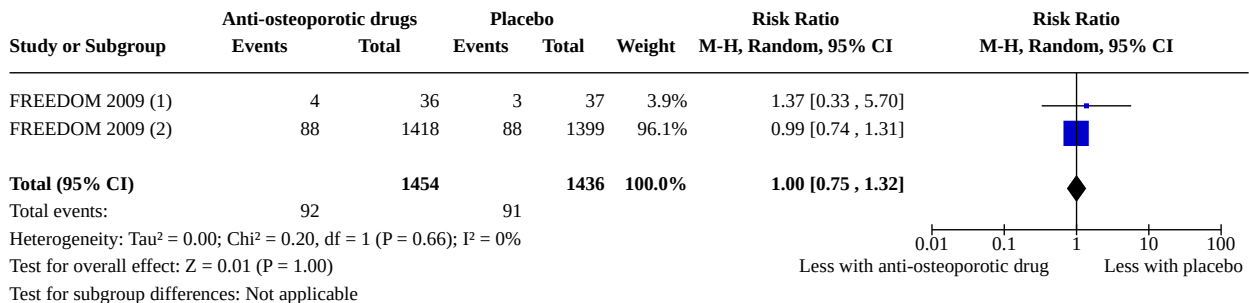 Anti-osteoporotic drugs Placebo Risk Ratio Risk Ratio
Study or Subgroup Events Total Events Total Weight M-H, Random, 95% CI M-H, Random, 95% CI
FREEDOM 2009 (1) 4 36 3 37 3.9% 1.37 [0.33 , 5.70]
FREEDOM 2009 (2) 88 1418 88 1399 96.1% 0.99 [0.74 , 1.31]
Total (95% CI) 1454 1436 100.0% 1.00 [0.75 , 1.32]
Total events: 92 91
Heterogeneity: Tau² = 0.00; Chi² = 0.20, df = 1 (P = 0.66); I² = 0%
0.01 0.1 1 10 100
Test for overall effect: Z = 0.01 (P = 1.00) Less with anti-osteoporotic drug Less with placebo
Test for subgroup differences: Not applicable